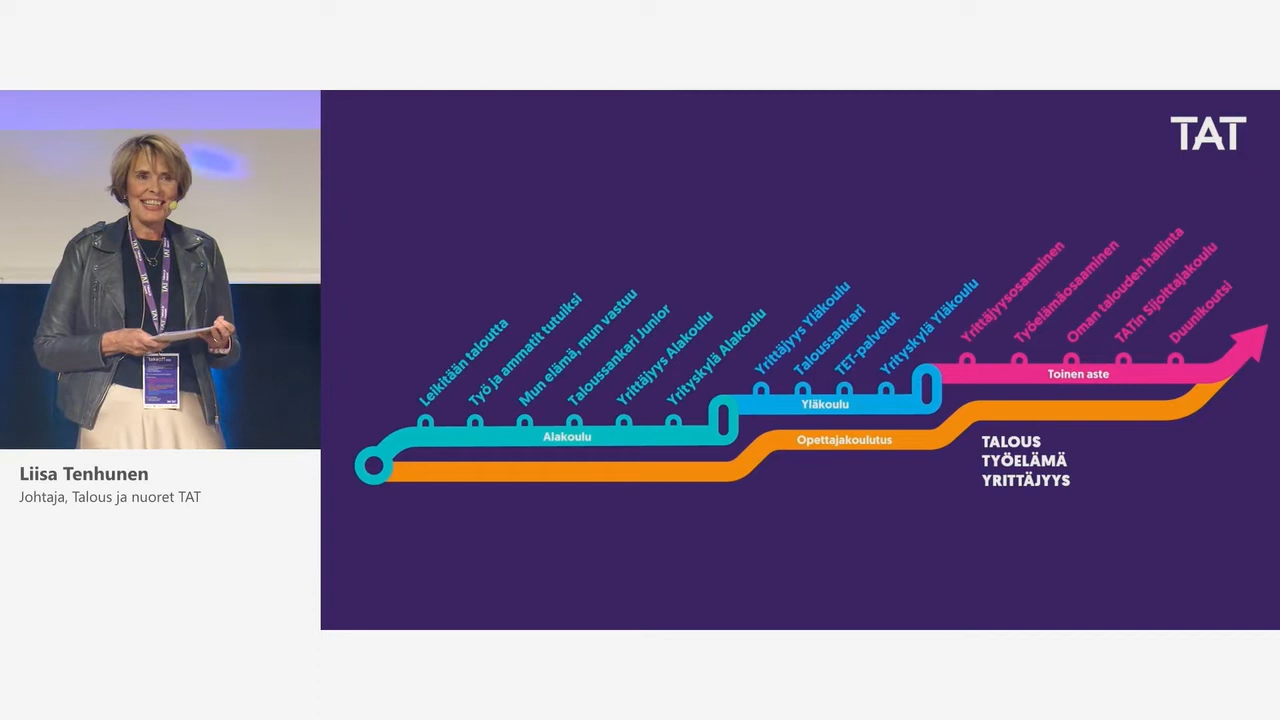 TAT
Leikitään taloutta
Työ ja ammatit tutuiksi
Mun elämä, mun vastuu
Taloussankari Junior
Yrittäjyys Alakoulu
Yrityskylä Alakoulu
Yrittäjyys Yläkoulu
Taloussankari
TET-palvelut
Yrityskylä Yläkoulu
Yrittäjyysosaaminen
Työelämäosaaminen
Oman talouden hallinta
TATin Sijoittajakoulu
Duunikoutsi
Toinen aste
Yläkoulu
Alakoulu
Opettajakoulutus
TALOUS
TYÖELÄMÄ
YRITTÄJYYS
Liisa Tenhunen
Johtaja, Talous ja nuoret TAT